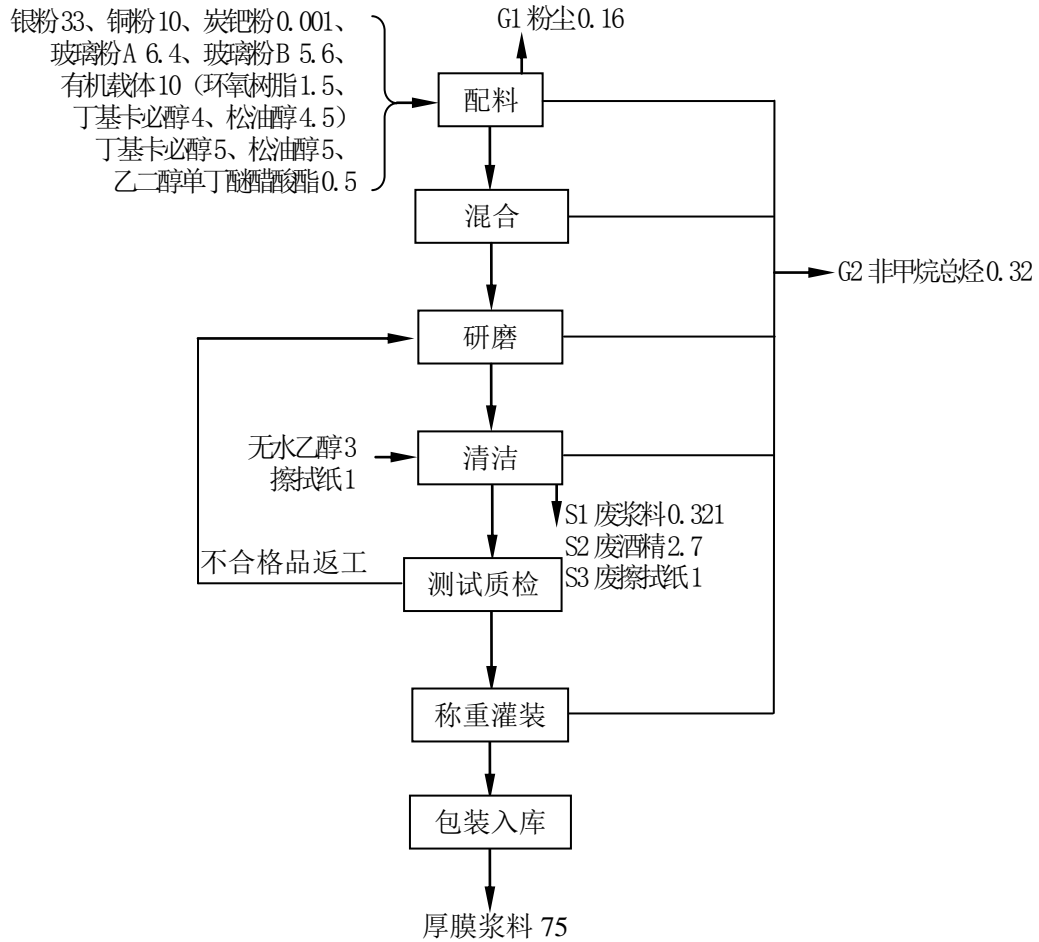 银粉33、铜粉10、炭钯粉0.001、
玻璃粉A 6.4、玻璃粉B 5.6、
有机载体10（环氧树脂1.5、
丁基卡必醇4、松油醇4.5）
丁基卡必醇5、松油醇5、
乙二醇单丁醚醋酸酯0.5
G1 粉尘0.16
配料
混合
G2 非甲烷总烃0.32
研磨
无水乙醇3
擦拭纸1
清洁
S1 废浆料0.321
S2 废酒精2.7
S3 废擦拭纸1
不合格品返工
测试质检
称重灌装
包装入库
厚膜浆料 75